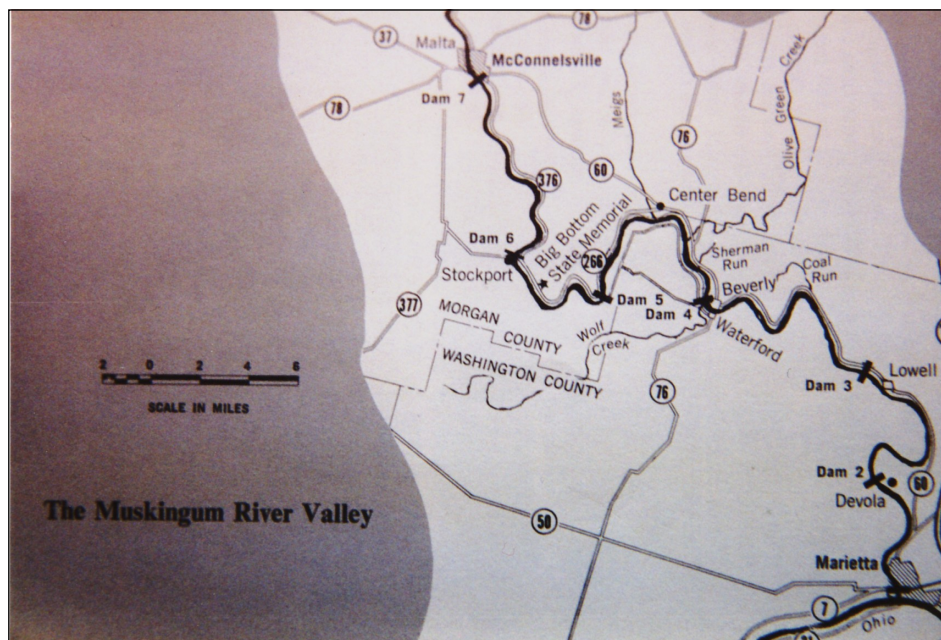 78
37
Malta
McConnelsville
Dam 7
78
Meigs
Creek
Green
Olive
76
60
376
Center Bend
Big Bottom
State Memorial
Dam 6
266
Sherman
Run
Coal
Run
Stockport
Beverly
Dam 5
Dam 4
377
MORGAN
COUNTY
Wolf
Creek
Waterford
WASHINGTON COUNTY
2 0 2 4 6
SCALE IN MILES
Dam 3
Lowell
76
Dam 2
60
Devola
The Muskingum River Valley
50
Marietta
7
Ohio